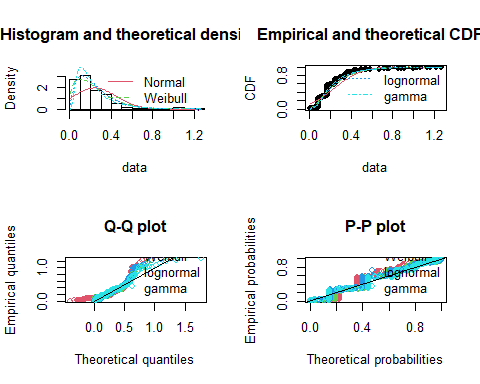 Histogram and theoretical densi
Density
0 2
Normal
Weibull
0.0 0.4 0.8 1.2
data
Empirical and theoretical CDF
CDF
0.0 0.8
lognormal
gamma
0.0 0.4 0.8 1.2
data
Q-Q plot
Empirical quantiles
0.0 1.0
Weibull
lognormal
gamma
0.0 0.5 1.0 1.5
Theoretical quantiles
P-P plot
Empirical probabilities
0.0 0.8
Weibull
lognormal
gamma
0.0 0.4 0.8
Theoretical probabilities